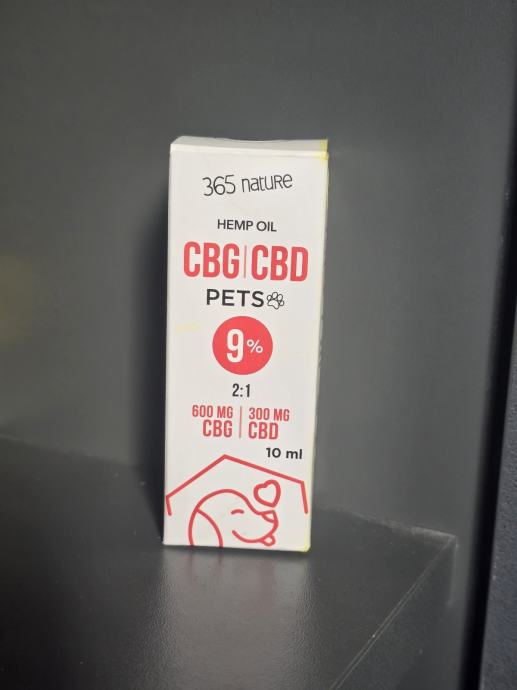 365 nature
HEMP OIL
CBG|CBD
PETS
9%
2:1
600 MG | 300 MG
CBG | CBD
10 ml